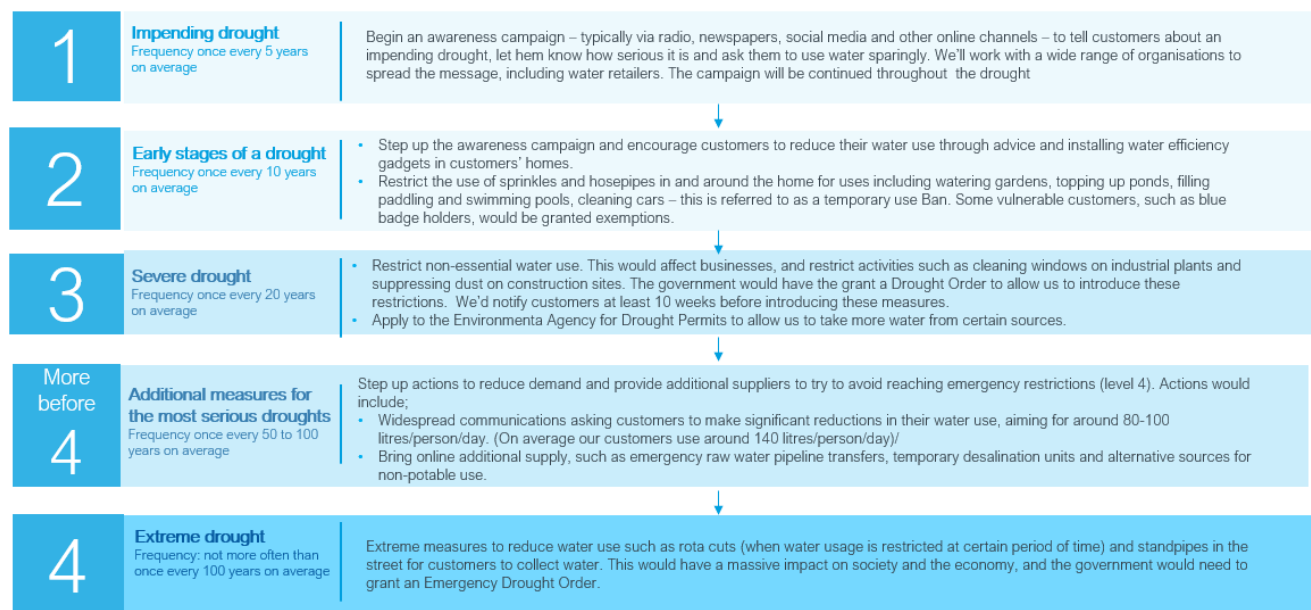 1
Impending drought
Frequency once every 5 years
on average
Begin an awareness campaign – typically via radio, newspapers, social media and other online channels – to tell customers about an
impending drought, let hem know how serious it is and ask them to use water sparingly. We'll work with a wide range of organisations to
spread the message, including water retailers. The campaign will be continued throughout the drought
2
Early stages of a drought
Frequency once every 10 years
on average
• Step up the awareness campaign and encourage customers to reduce their water use through advice and installing water efficiency
gadgets in customers' homes.
• Restrict the use of sprinkles and hosepipes in and around the home for uses including watering gardens, topping up ponds, filling
paddling and swimming pools, cleaning cars – this is referred to as a temporary use Ban. Some vulnerable customers, such as blue
badge holders, would be granted exemptions.
3
Severe drought
Frequency once every 20 years
on average
• Restrict non-essential water use. This would affect businesses, and restrict activities such as cleaning windows on industrial plants and
suppressing dust on construction sites. The government would have the grant a Drought Order to allow us to introduce these
restrictions. We'd notify customers at least 10 weeks before introducing these measures.
• Apply to the Environmenta Agency for Drought Permits to allow us to take more water from certain sources.
More
before
4
Additional measures for
the most serious droughts
Frequency once every 50 to 100
years on average
Step up actions to reduce demand and provide additional suppliers to try to avoid reaching emergency restrictions (level 4). Actions would
include;
• Widespread communications asking customers to make significant reductions in their water use, aiming for around 80-100
litres/person/day. (On average our customers use around 140 litres/person/day)/
• Bring online additional supply, such as emergency raw water pipeline transfers, temporary desalination units and alternative sources for
non-potable use.
4
Extreme drought
Frequency: not more often than
once every 100 years on average
Extreme measures to reduce water use such as rota cuts (when water usage is restricted at certain period of time) and standpipes in the
street for customers to collect water. This would have a massive impact on society and the economy, and the government would need to
grant an Emergency Drought Order.